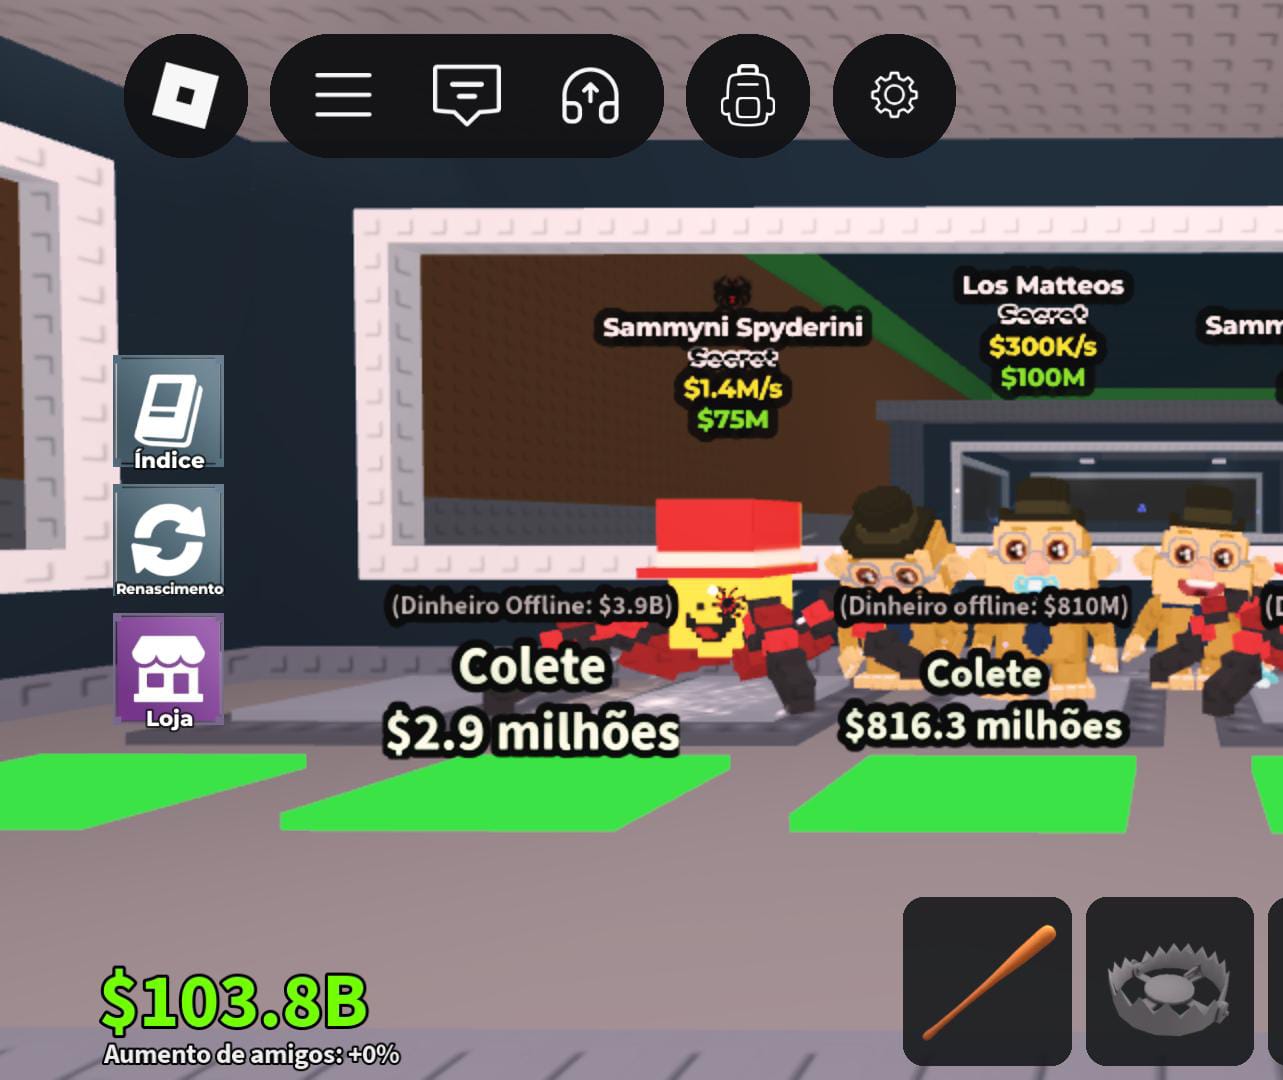 Los Matteos
Secret
$300K/s
$100M
Sammyni Spyderini
Secret
$1.4M/s
$75M
Samm
Índice
Renascimento
Loja
(Dinheiro Offline: $3.9B)
Colete
$2.9 milhões
(Dinheiro offline: $810M)
Colete
$816.3 milhões
$103.8B
Aumento de amigos: +0%